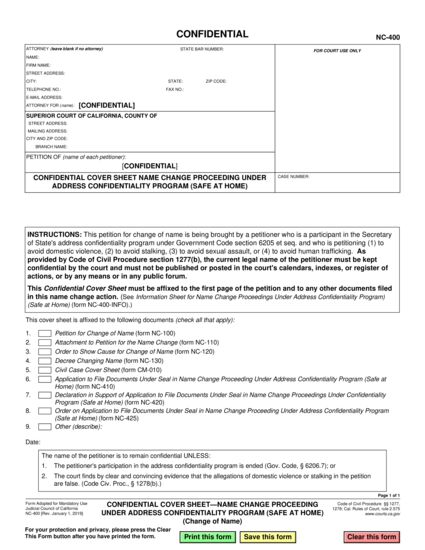 CONFIDENTIAL
NC-400
ATTORNEY (leave blank if no attorney) STATE BAR NUMBER:
FOR COURT USE ONLY
NAME:
FIRM NAME:
STREET ADDRESS:
CITY: STATE: ZIP CODE:
TELEPHONE NO.: FAX NO.:
E-MAIL ADDRESS:
ATTORNEY FOR (name): [CONFIDENTIAL]
SUPERIOR COURT OF CALIFORNIA, COUNTY OF
STREET ADDRESS:
MAILING ADDRESS:
CITY AND ZIP CODE:
BRANCH NAME:
PETITION OF (name of each petitioner):
[CONFIDENTIAL]
CONFIDENTIAL COVER SHEET NAME CHANGE PROCEEDING UNDER
ADDRESS CONFIDENTIALITY PROGRAM (SAFE AT HOME)
CASE NUMBER:
INSTRUCTIONS: This petition for change of name is being brought by a petitioner who is a participant in the Secretary
of State's address confidentiality program under Government Code section 6205 et seq. and who is petitioning (1) to
avoid domestic violence, (2) to avoid stalking, (3) to avoid sexual assault, or (4) to avoid human trafficking. As
provided by Code of Civil Procedure section 1277(b), the current legal name of the petitioner must be kept
confidential by the court and must not be published or posted in the court's calendars, indexes, or register of
actions, or by any means or in any public forum.
This Confidential Cover Sheet must be affixed to the first page of the petition and to any other documents filed
in this name change action. (See Information Sheet for Name Change Proceedings Under Address Confidentiality Program)
(Safe at Home) (form NC-400-INFO).)
This cover sheet is affixed to the following documents (check all that apply):
1. Petition for Change of Name (form NC-100)
2. Attachment to Petition for the Name Change (form NC-110)
3. Order to Show Cause for Change of Name (form NC-120)
4. Decree Changing Name (form NC-130)
5. Civil Case Cover Sheet (form CM-010)
6. Application to File Documents Under Seal in Name Change Proceeding Under Address Confidentiality Program (Safe at
Home) (form NC-410)
7. Declaration in Support of Application to File Documents Under Seal in Name Change Proceedings Under Confidentiality
Program (Safe at Home) (form NC-420)
8. Order on Application to File Documents Under Seal in Name Change Proceeding Under Address Confidentiality Program
(Safe at Home) (form NC-425)
9. Other (describe):
Date:
The name of the petitioner is to remain confidential UNLESS:
1. The petitioner's participation in the address confidentiality program is ended (Gov. Code, § 6206.7); or
2. The court finds by clear and convincing evidence that the allegations of domestic violence or stalking in the petition
are false. (Code Civ. Proc., § 1278(b).)
Page 1 of 1
Form Adopted for Mandatory Use
Judicial Council of California
NC-400 [Rev. January 1, 2019]
CONFIDENTIAL COVER SHEET—NAME CHANGE PROCEEDING
UNDER ADDRESS CONFIDENTIALITY PROGRAM (SAFE AT HOME)
(Change of Name)
Code of Civil Procedure, §§ 1277,
1278; Cal. Rules of Court, rule 2.575
www.courts.ca.gov
For your protection and privacy, please press the Clear
This Form button after you have printed the form.
Print this form
Save this form
Clear this form